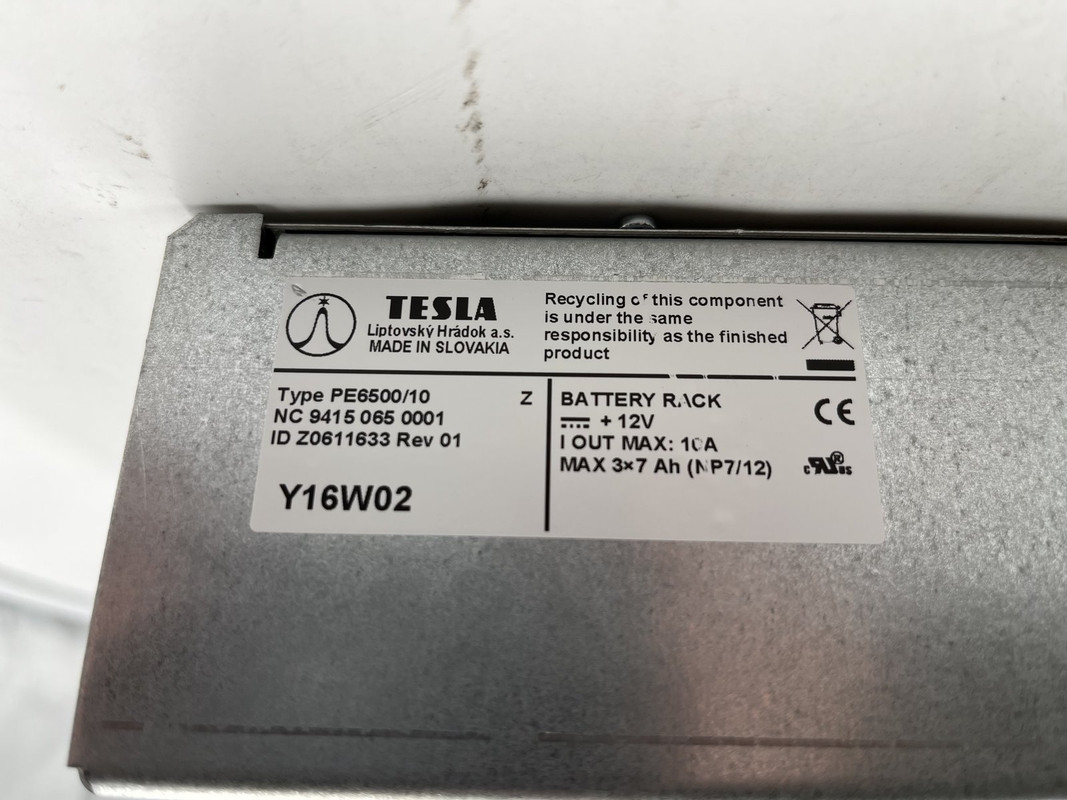 TESLA
Liptovský Hrádok a.s.
MADE IN SLOVAKIA
Recycling of this component
is under the same
responsibility as the finished
product
Type PE6500/10
Z
NC 9415 065 0001
ID Z0611633 Rev 01
Y16W02
BATTERY RACK
+ 12V
I OUT MAX: 10A
MAX 3×7 Ah (NP7/12)
CE
c RU ® US